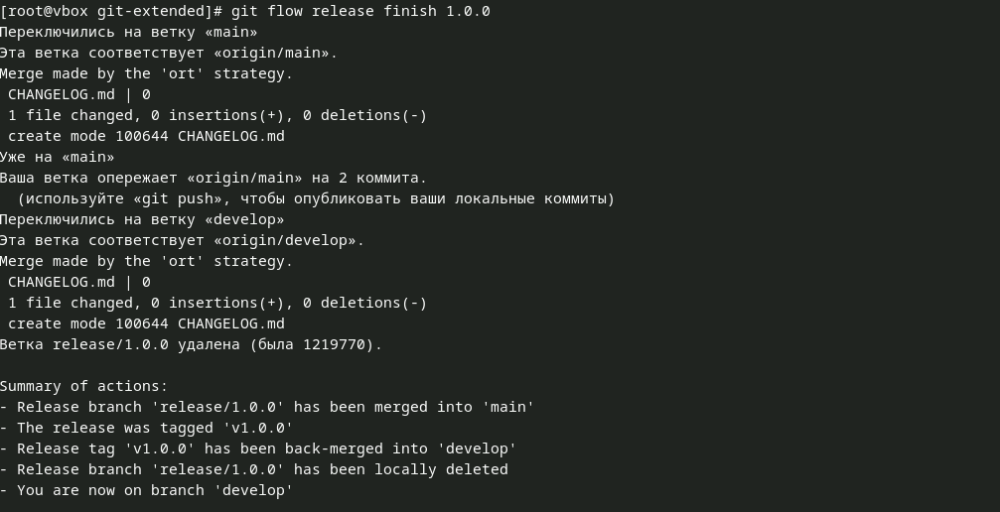 [root@vbox git-extended]# git flow release finish 1.0.0
Переключились на ветку «main»
Эта ветка соответствует «origin/main».
Merge made by the 'ort' strategy.
 CHANGELOG.md | 0
 1 file changed, 0 insertions(+), 0 deletions(-)
 create mode 100644 CHANGELOG.md
Уже на «main»
Ваша ветка опережает «origin/main» на 2 коммита.
  (используйте «git push», чтобы опубликовать ваши локальные коммиты)
Переключились на ветку «develop»
Эта ветка соответствует «origin/develop».
Merge made by the 'ort' strategy.
 CHANGELOG.md | 0
 1 file changed, 0 insertions(+), 0 deletions(-)
 create mode 100644 CHANGELOG.md
Ветка release/1.0.0 удалена (была 1219770).

Summary of actions:
- Release branch 'release/1.0.0' has been merged into 'main'
- The release was tagged 'v1.0.0'
- Release tag 'v1.0.0' has been back-merged into 'develop'
- Release branch 'release/1.0.0' has been locally deleted
- You are now on branch 'develop'